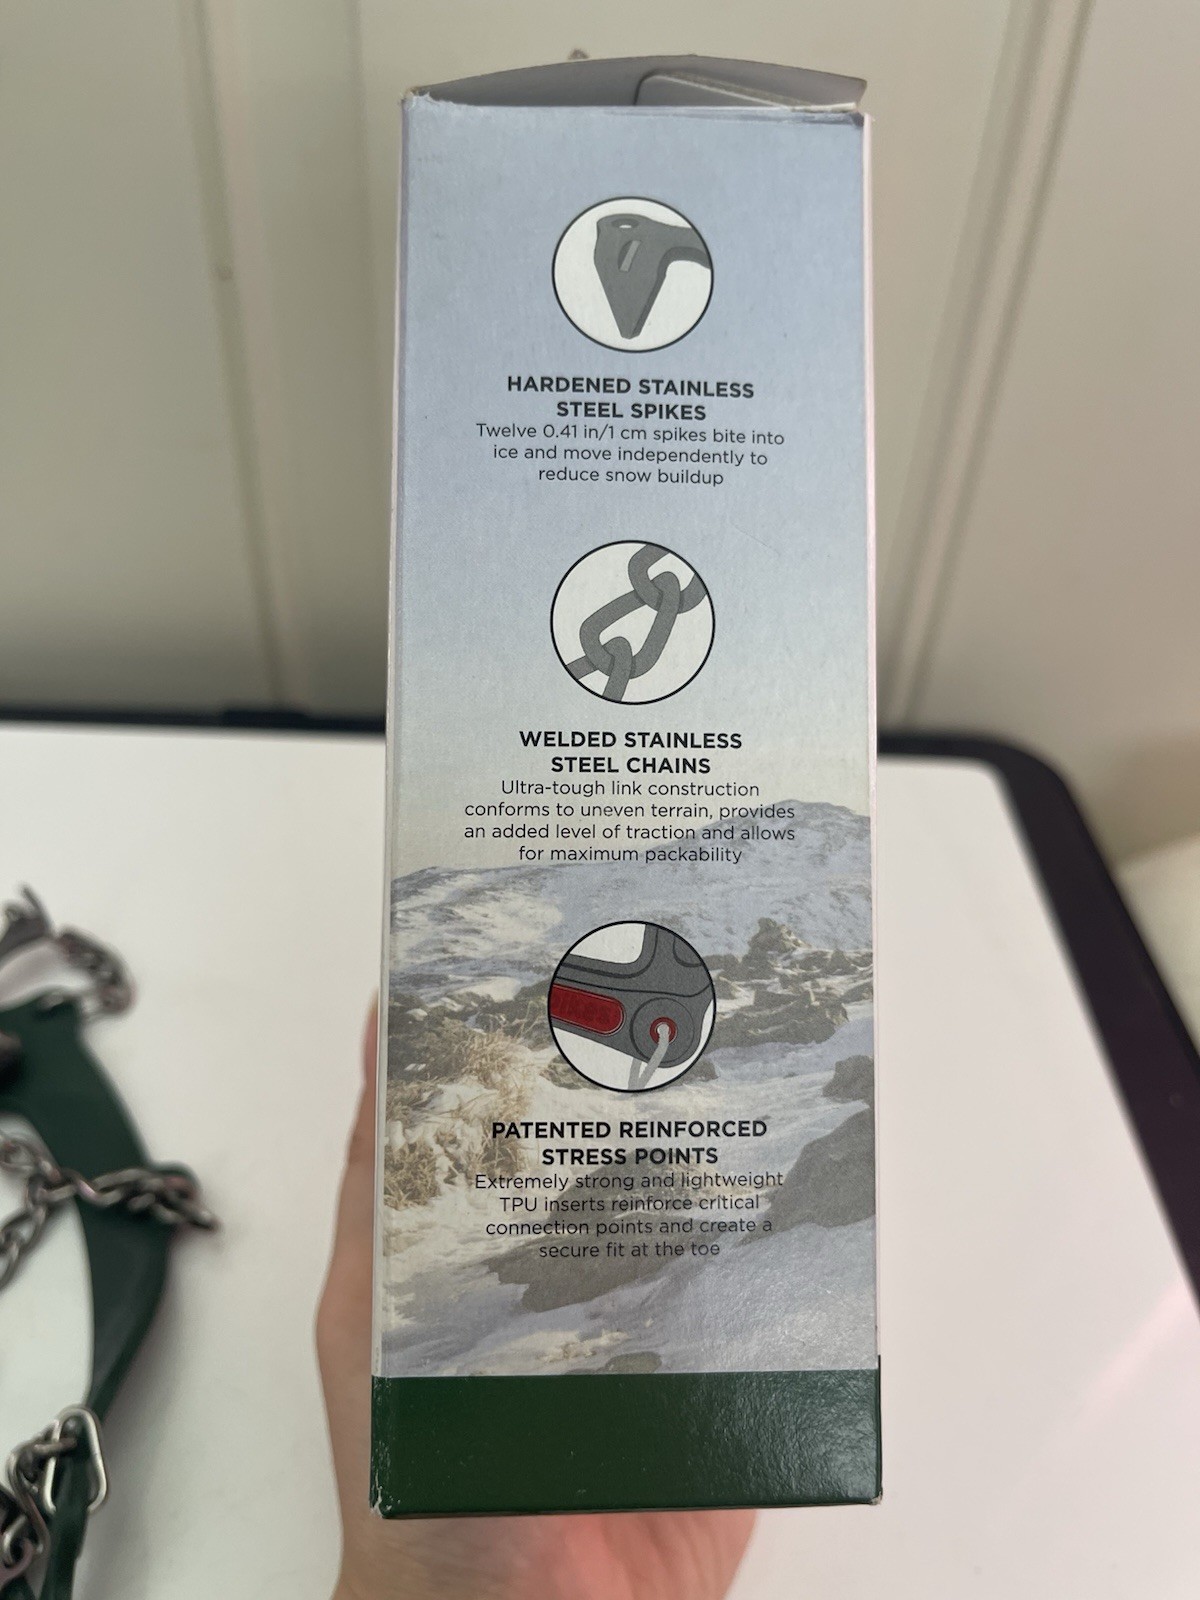 HARDENED STAINLESS
STEEL SPIKES
Twelve 0.41 in/1 cm spikes bite into
ice and move independently to
reduce snow buildup
WELDED STAINLESS
STEEL CHAINS
Ultra-tough link construction
conforms to uneven terrain, provides
an added level of traction and allows
for maximum packability
PATENTED REINFORCED
STRESS POINTS
Extremely strong and lightweight
TPU inserts reinforce critical
connection points and create a
secure fit at the toe